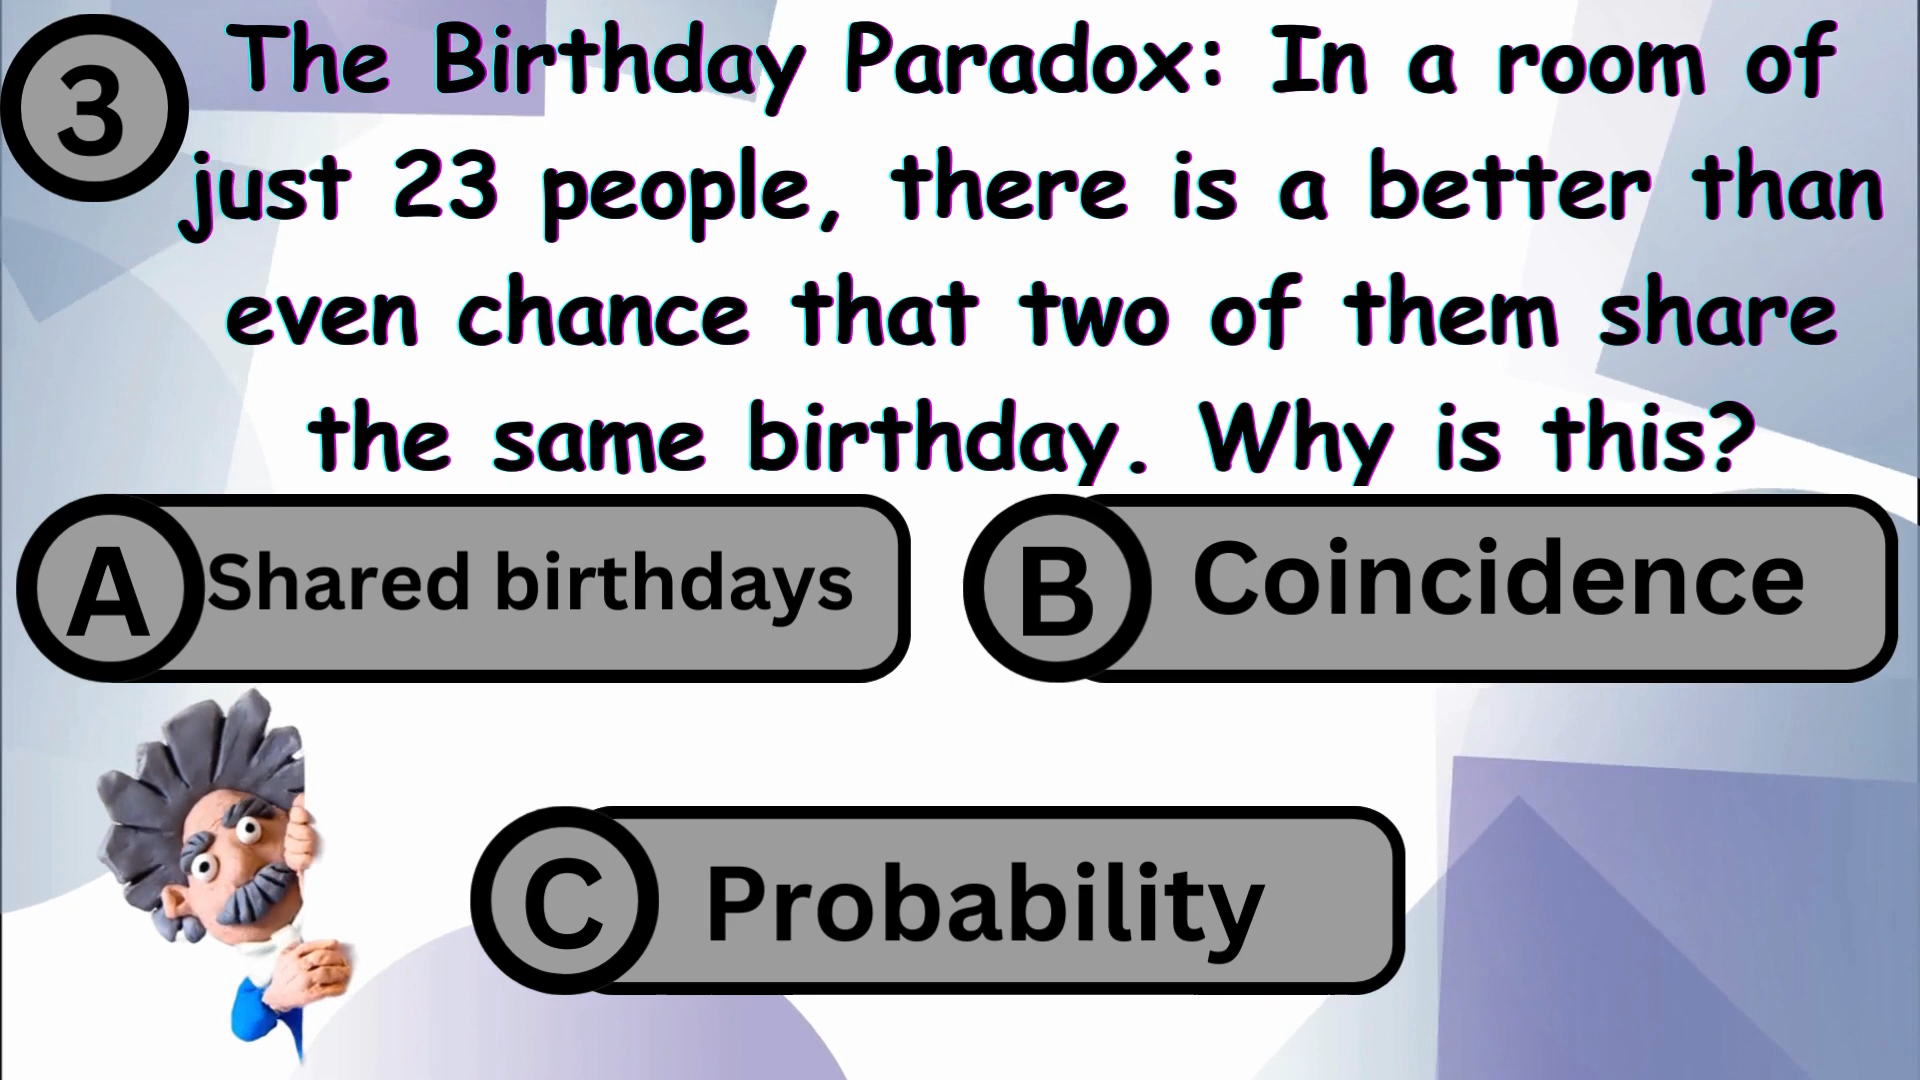 3
The Birthday Paradox: In a room of
just 23 people, there is a better than
even chance that two of them share
the same birthday. Why is this?
A Shared birthdays
B Coincidence
C Probability